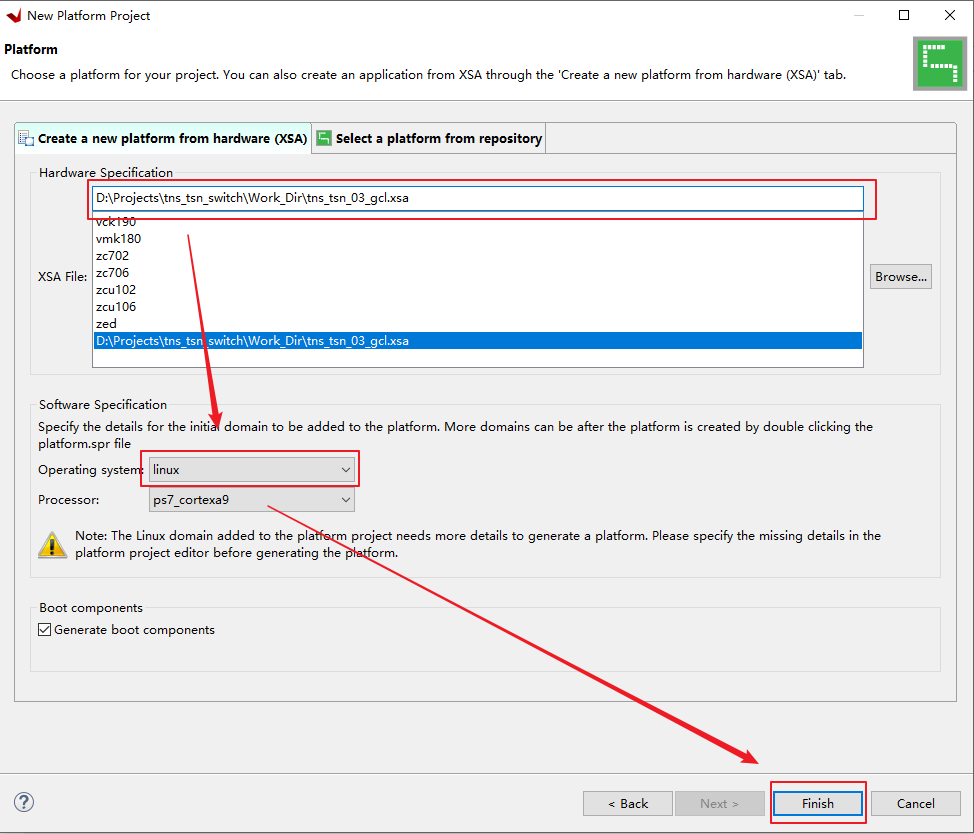 New Platform Project
Platform
Choose a platform for your project. You can also create an application from XSA through the 'Create a new platform from hardware (XSA)' tab.
Create a new platform from hardware (XSA)
Select a platform from repository
Hardware Specification
D:\Projects\tns_tsn_switch\Work_Dir\tns_tsn_03_gcl.xsa
vck190
vmk180
zc702
XSA File:
zc706
Browse...
zcu102
zcu106
zed
D:\Projects\tns_tsn_switch\Work_Dir\tns_tsn_03_gcl.xsa
Software Specification
Specify the details for the initial domain to be added to the platform. More domains can be after the platform is created by double clicking the
platform.spr file
Operating system:
linux
Processor:
ps7_cortexa9
Note: The Linux domain added to the platform project needs more details to generate a platform. Please specify the missing details in the
platform project editor before generating the platform.
Boot components
Generate boot components
?
< Back
Next >
Finish
Cancel